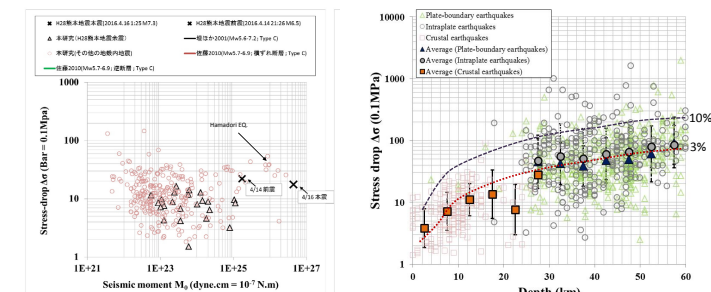 H28熊本地震本震(2016.4.16 1:25 M7.3)
H28熊本地震前震(2016.4.14 21:26 M6.5)
本研究(H28熊本地震)
堤ほか2001(Mw5.6-7.2; Type C)
本研究(その他の地殻内地震)
佐藤2010(Mw5.7-6.9; 横ずれ断層; Type C)
佐藤2010(Mw5.7-6.9; 逆断層; Type C)
1000
100
10
1
Stress-drop Δσ (Bar = 0.1Mpa)
Hamadori EQ.
4/14 前震
4/16 本震
1E+21
1E+23
1E+25
1E+27
Seismic moment M₀ (dyne.cm = 10⁻⁷ N.m)
Plate-boundary earthquakes
Intraplate earthquakes
Crustal earthquakes
Average (Plate-boundary earthquakes)
Average (Intraplate earthquakes)
Average (Crustal earthquakes)
10000
1000
100
10
1
Stress drop Δσ (0.1MPa)
10%
3%
0
10
20
30
40
50
60
Depth (km)